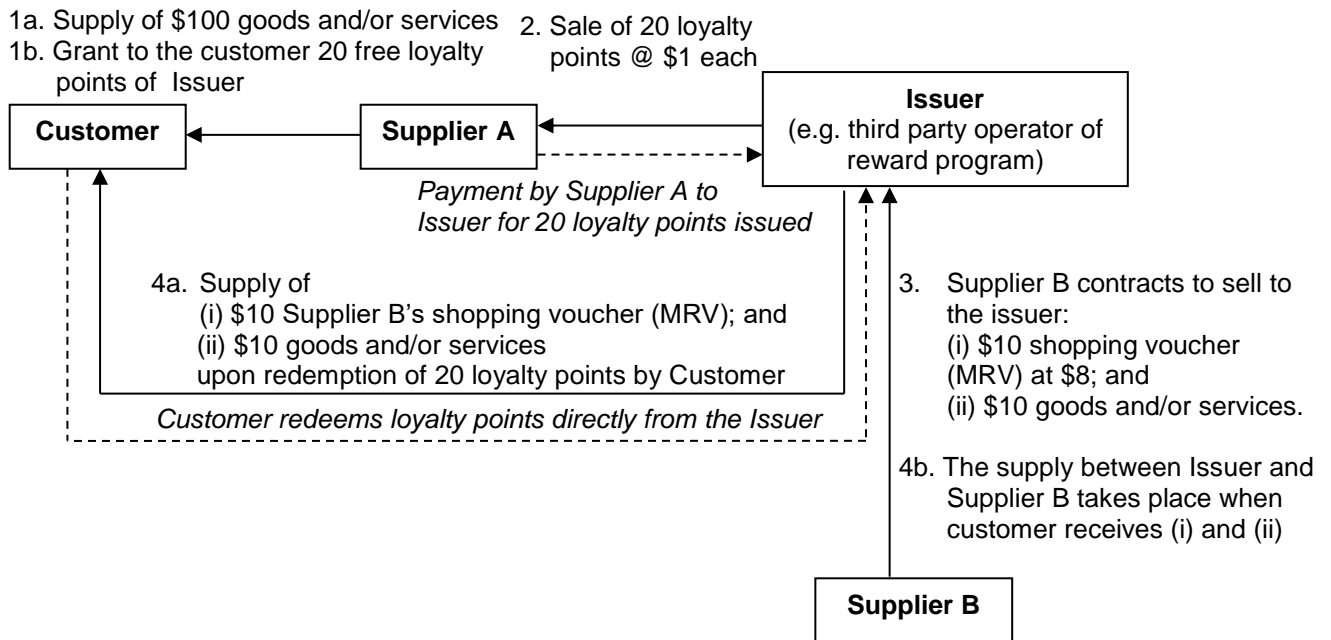 1a. Supply of $100 goods and/or services
1b. Grant to the customer 20 free loyalty
points of Issuer
2. Sale of 20 loyalty
points @ $1 each
Customer
Supplier A
Issuer
(e.g. third party operator of
reward program)
Payment by Supplier A to
Issuer for 20 loyalty points issued
4a. Supply of
(i) $10 Supplier B's shopping voucher (MRV); and
(ii) $10 goods and/or services
upon redemption of 20 loyalty points by Customer
Customer redeems loyalty points directly from the Issuer
3. Supplier B contracts to sell to
the issuer:
(i) $10 shopping voucher
(MRV) at $8; and
(ii) $10 goods and/or services.
4b. The supply between Issuer and
Supplier B takes place when
customer receives (i) and (ii)
Supplier B